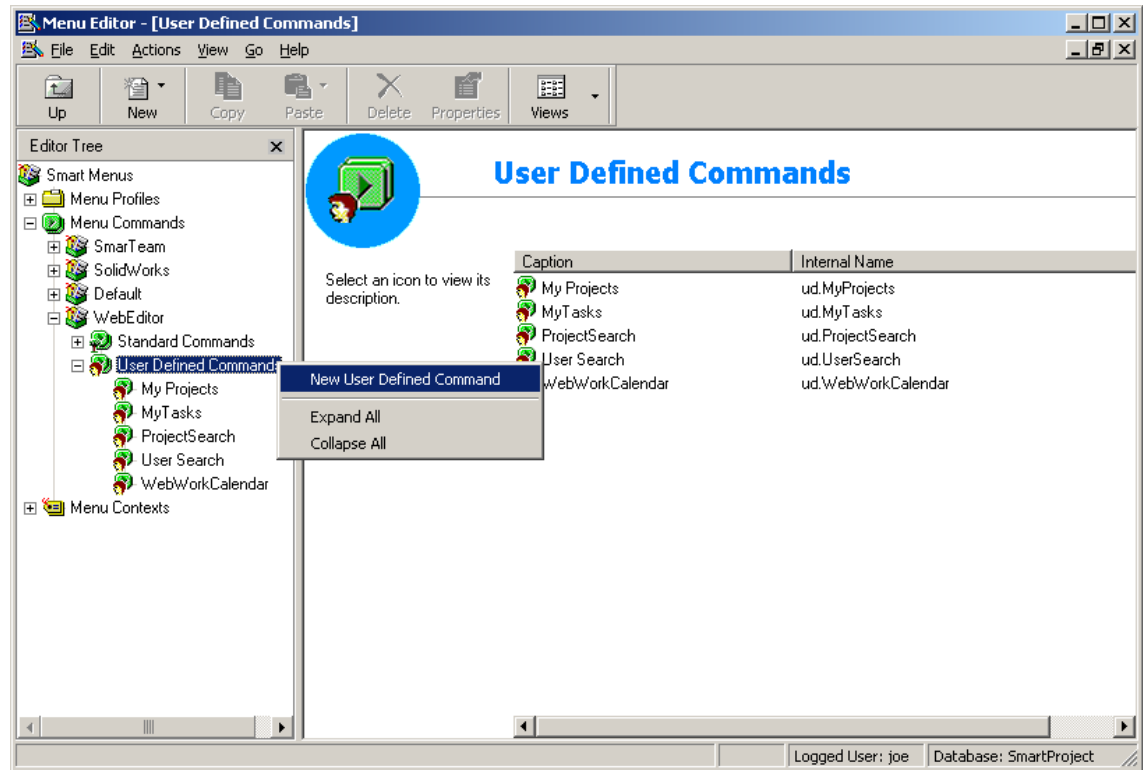 Menu Editor - [User Defined Commands]
File Edit Actions View Go Help
Up New Copy Paste Delete Properties Views
Editor Tree
Smart Menus
Menu Profiles
Menu Commands
SmarTeam
SolidWorks
Default
WebEditor
Standard Commands
User Defined Commands
My Projects
MyTasks
ProjectSearch
User Search
WebWorkCalendar
Menu Contexts
New User Defined Command
Expand All
Collapse All
User Defined Commands
Select an icon to view its
description.
Caption Internal Name
My Projects ud.MyProjects
MyTasks ud.MyTasks
ProjectSearch ud.ProjectSearch
User Search ud.UserSearch
WebWorkCalendar ud.WebWorkCalendar
Logged User: joe Database: SmartProject